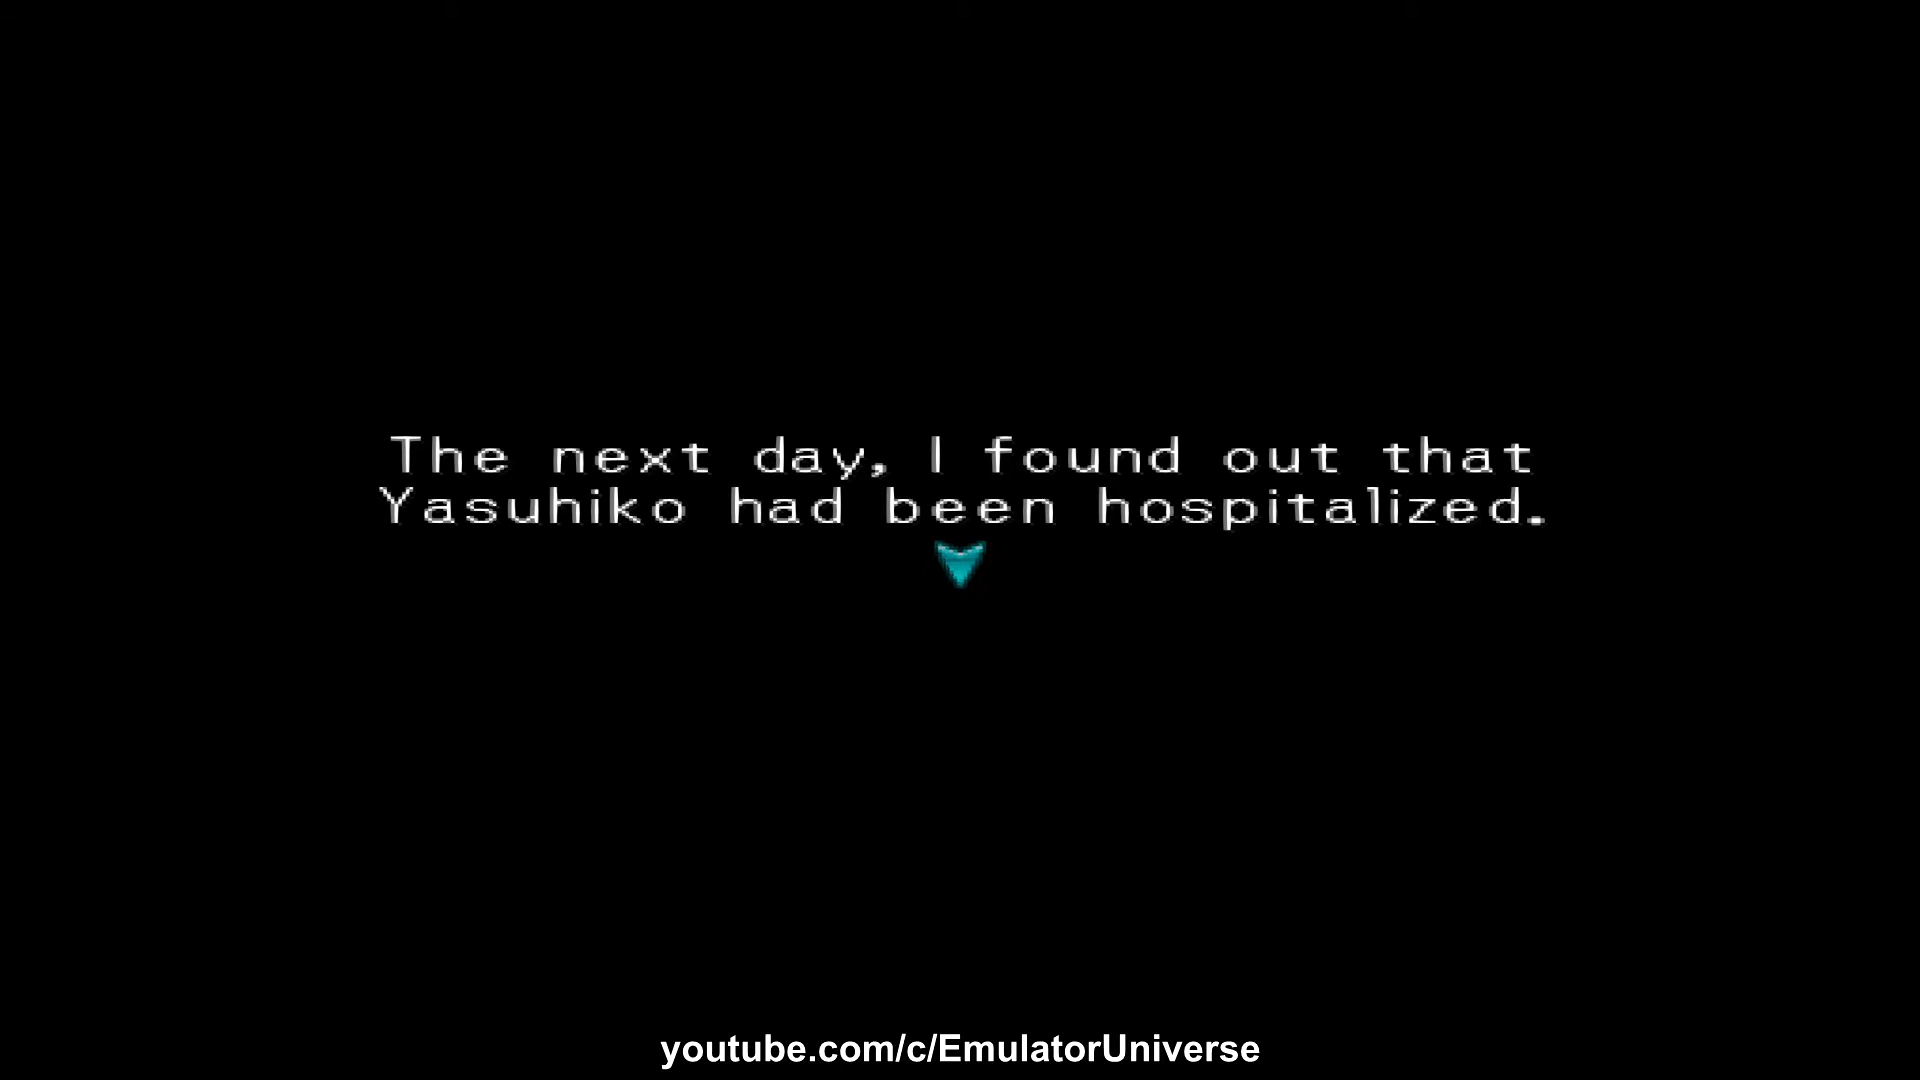 The next day, I found out that
Yasuhiko had been hospitalized.
youtube.com/c/EmulatorUniverse